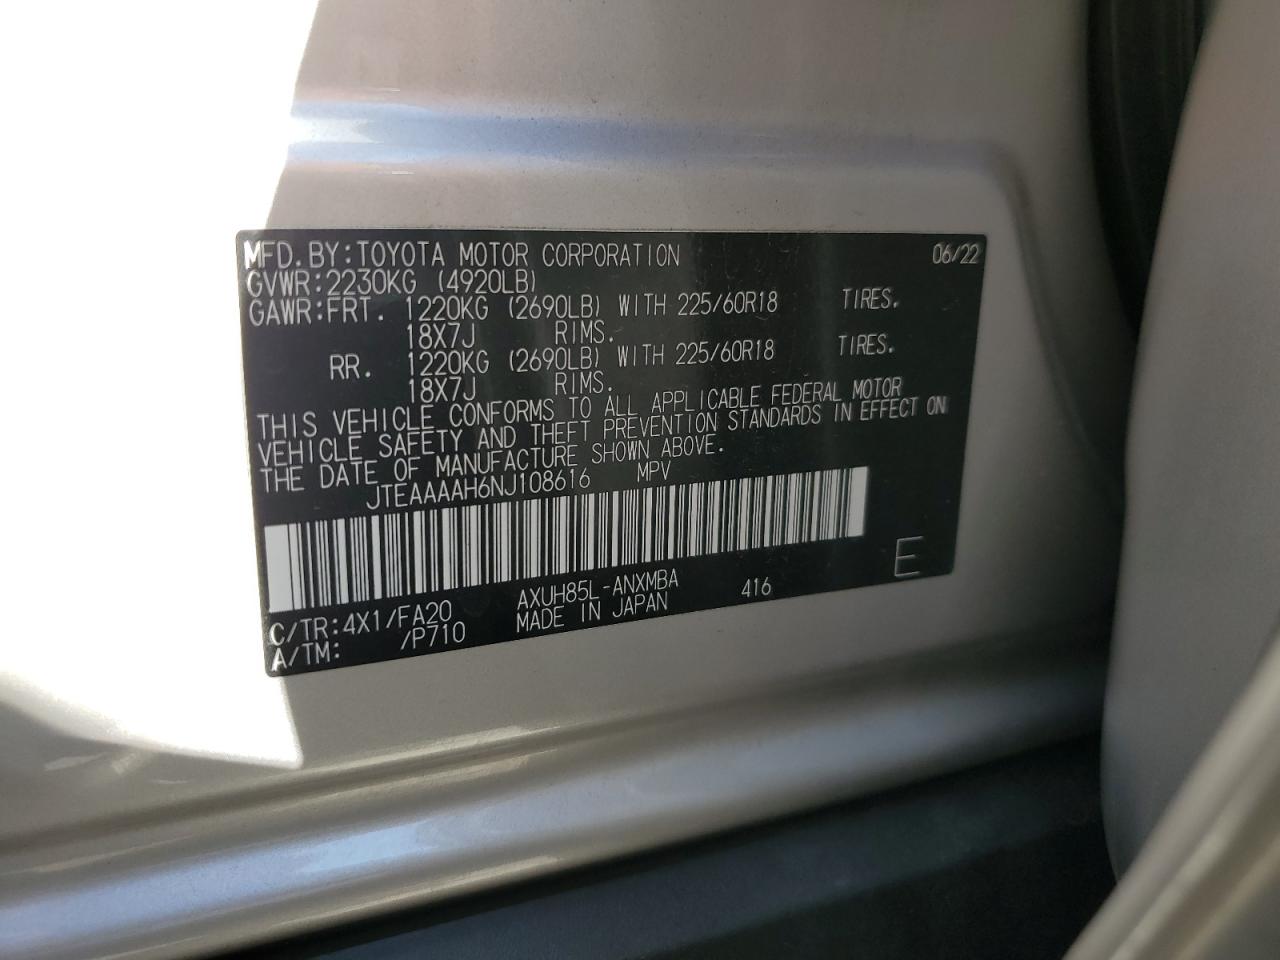 MFD.BY:TOYOTA MOTOR CORPORATION 06/22
GVWR:2230KG (4920LB)
GAWR:FRT. 1220KG (2690LB) WITH 225/60R18 TIRES.
18X7J RIMS.
RR. 1220KG (2690LB) WITH 225/60R18 TIRES.
18X7J RIMS.
THIS VEHICLE CONFORMS TO ALL APPLICABLE FEDERAL MOTOR
VEHICLE SAFETY AND THEFT PREVENTION STANDARDS IN EFFECT ON
THE DATE OF MANUFACTURE SHOWN ABOVE.
JTEAAAAH6NJ108616 MPV
C/TR:4X1/FA20 AXUH85L-ANXMBA 416 E
A/TM: /P710 MADE IN JAPAN